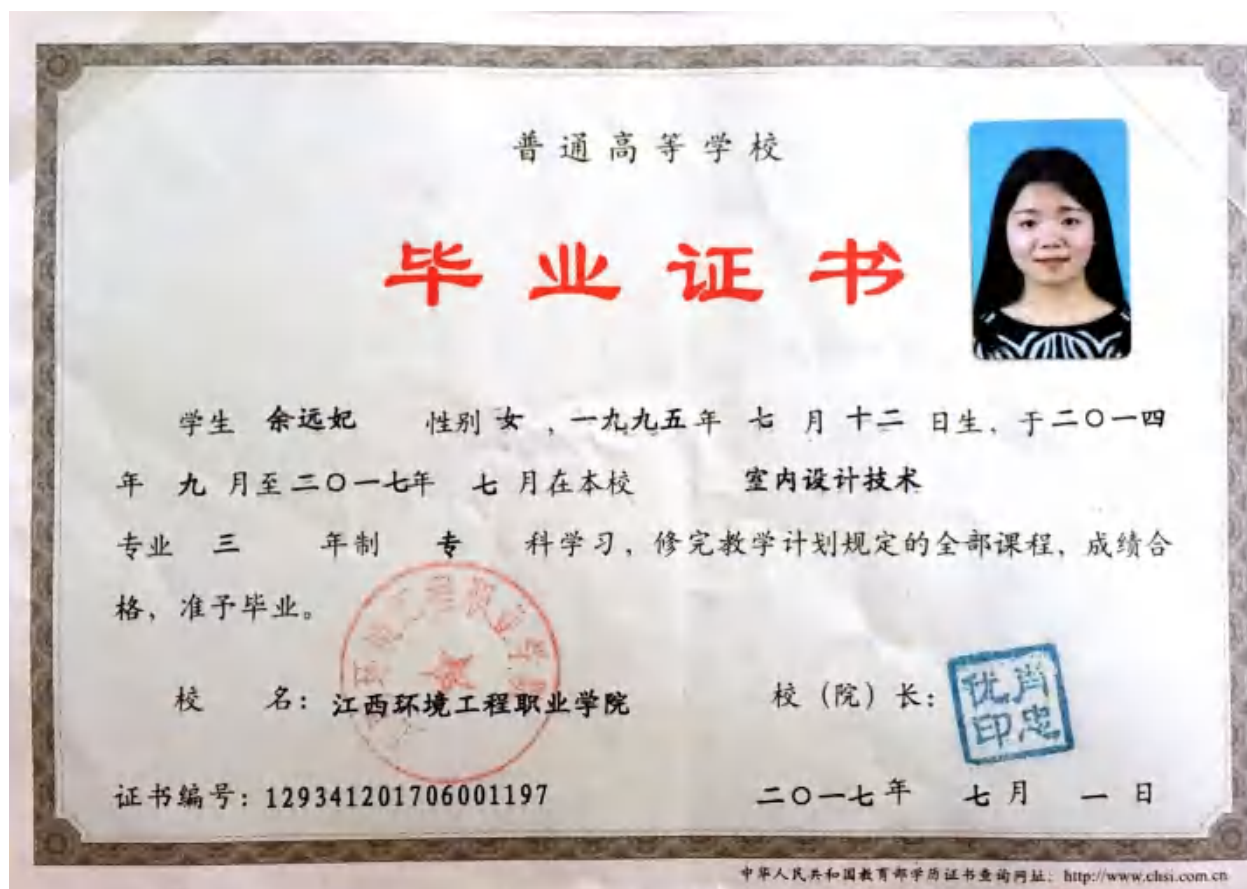 普通高等学校
毕业证书
学生 余远妃 性别 女 ,一九九五年 七 月 十二 日生, 于二〇一四
年 九 月至二〇一七年 七 月在本校 室内设计技术
专业 三 年制 专 科学习, 修完教学计划规定的全部课程, 成绩合
格, 准予毕业。
校 名: 江西环境工程职业学院
校 (院) 长:
肖忠优印
证书编号: 129341201706001197
二〇一七年 七 月 一 日
中华人民共和国教育部学历证书查询网址: http://www.chsi.com.cn